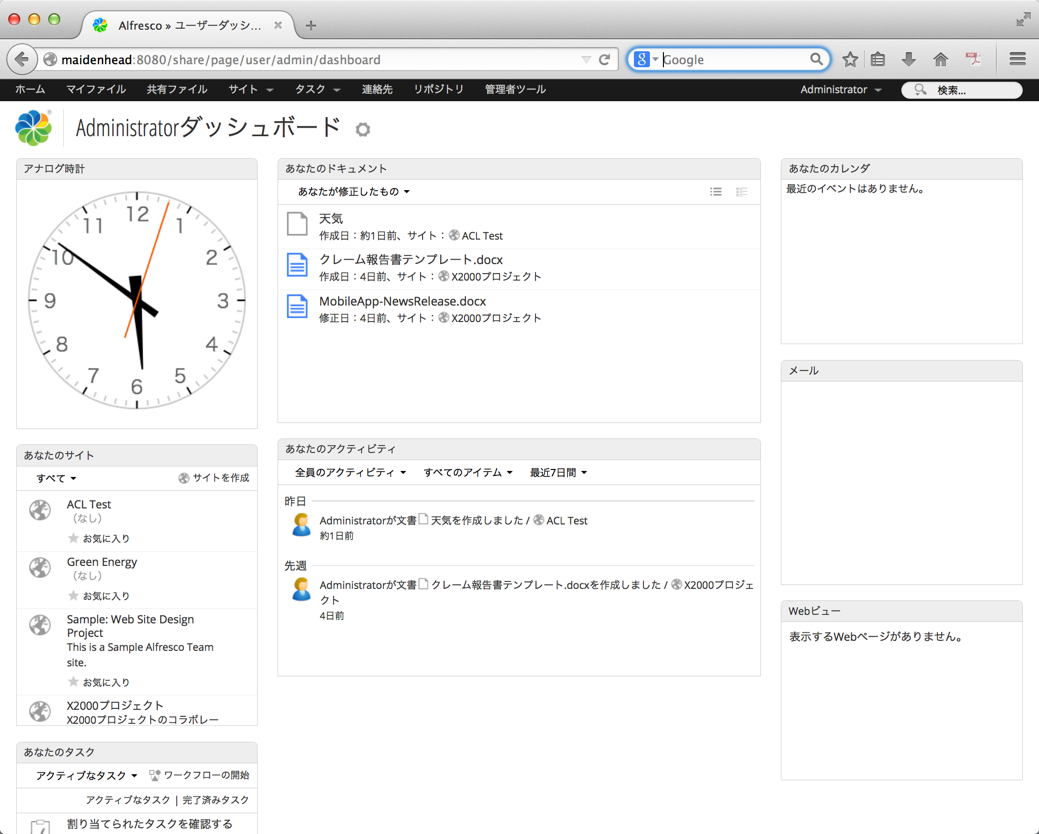 Alfresco » ユーザーダッシ...
maidenhead:8080/share/page/user/admin/dashboard
Google
ホーム マイファイル 共有ファイル サイト タスク 連絡先 リポジトリ 管理者ツール Administrator 検索...
Administratorダッシュボード
アナログ時計
12
1
2
3
4
5
6
7
8
9
10
11
あなたのサイト
すべて サイトを作成
ACL Test
（なし）
お気に入り
Green Energy
（なし）
お気に入り
Sample: Web Site Design
Project
This is a Sample Alfresco Team
site.
お気に入り
X2000プロジェクト
X2000プロジェクトのコラボレー
あなたのタスク
アクティブなタスク ワークフローの開始
アクティブなタスク | 完了済みタスク
割り当てられたタスクを確認する
あなたのドキュメント
あなたが修正したもの
天気
作成日：約1日前、サイト： ACL Test
クレーム報告書テンプレート.docx
作成日：4日前、サイト： X2000プロジェクト
MobileApp-NewsRelease.docx
修正日：4日前、サイト： X2000プロジェクト
あなたのアクティビティ
全員のアクティビティ すべてのアイテム 最近7日間
昨日
Administratorが文書 天気を作成しました / ACL Test
約1日前
先週
Administratorが文書 クレーム報告書テンプレート.docxを作成しました / X2000プロジェ
クト
4日前
あなたのカレンダ
最近のイベントはありません。
メール
Webビュー
表示するWebページがありません。